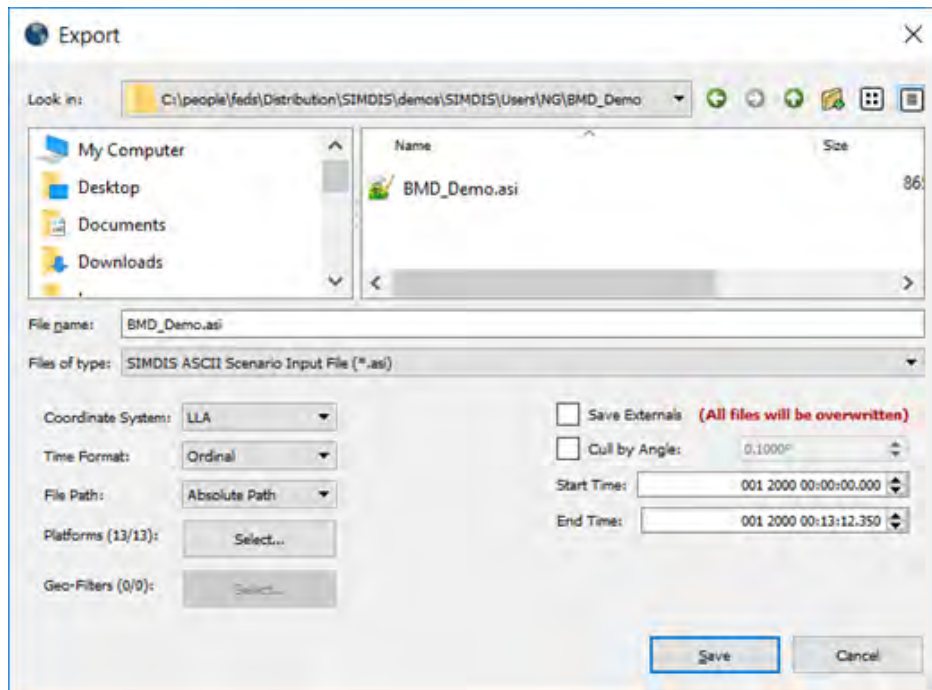 Export
Look in: C:\people\feds\Distribution\SIMDIS\demos\SIMDIS\Users\NG\BMD_Demo
My Computer
Desktop
Documents
Downloads
Name Size
BMD_Demo.asi 86
File name: BMD_Demo.asi
Files of type: SIMDIS ASCII Scenario Input File (*.asi)
Coordinate System: LLA
Time Format: Ordinal
File Path: Absolute Path
Platforms (13/13): Select...
Geo-Filters (0/0): Select...
Save Externals (All files will be overwritten)
Cull by Angle: 0.1000°
Start Time: 001 2000 00:00:00.000
End Time: 001 2000 00:13:12.350
Save Cancel